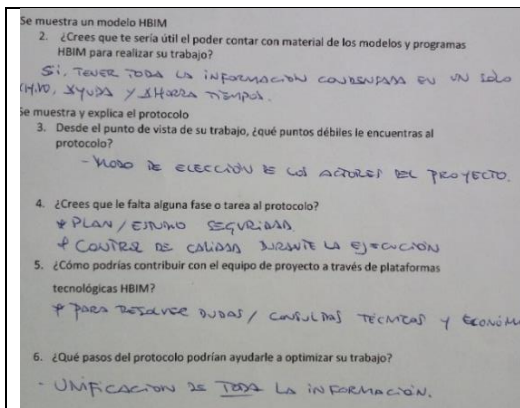 Se muestra un modelo HBIM
2. ¿Crees que te sería útil el poder contar con material de los modelos y programas
HBIM para realizar su trabajo?
Si. TENER TODA LA INFORMACIÓN CONDENSADA EN UN SOLO
AYUDA Y AHORRA TIEMPOS.
Se muestra y explica el protocolo
3. Desde el punto de vista de su trabajo, ¿qué puntos débiles le encuentras al
protocolo?
- MODO DE ELECCIÓN DE LOS ACTORES DEL PROYECTO.
4. ¿Crees que le falta alguna fase o tarea al protocolo?
* PLAN / ESTUDIO SEGURIDAD
* CONTROL DE CALIDAD DURANTE LA EJECUCIÓN
5. ¿Cómo podrías contribuir con el equipo de proyecto a través de plataformas
tecnológicas HBIM?
* PARA RESOLVER DUDAS / CONSULTAS TÉCNICAS Y ECONÓM
6. ¿Qué pasos del protocolo podrían ayudarle a optimizar su trabajo?
- UNIFICACIÓN DE TODA LA INFORMACIÓN.